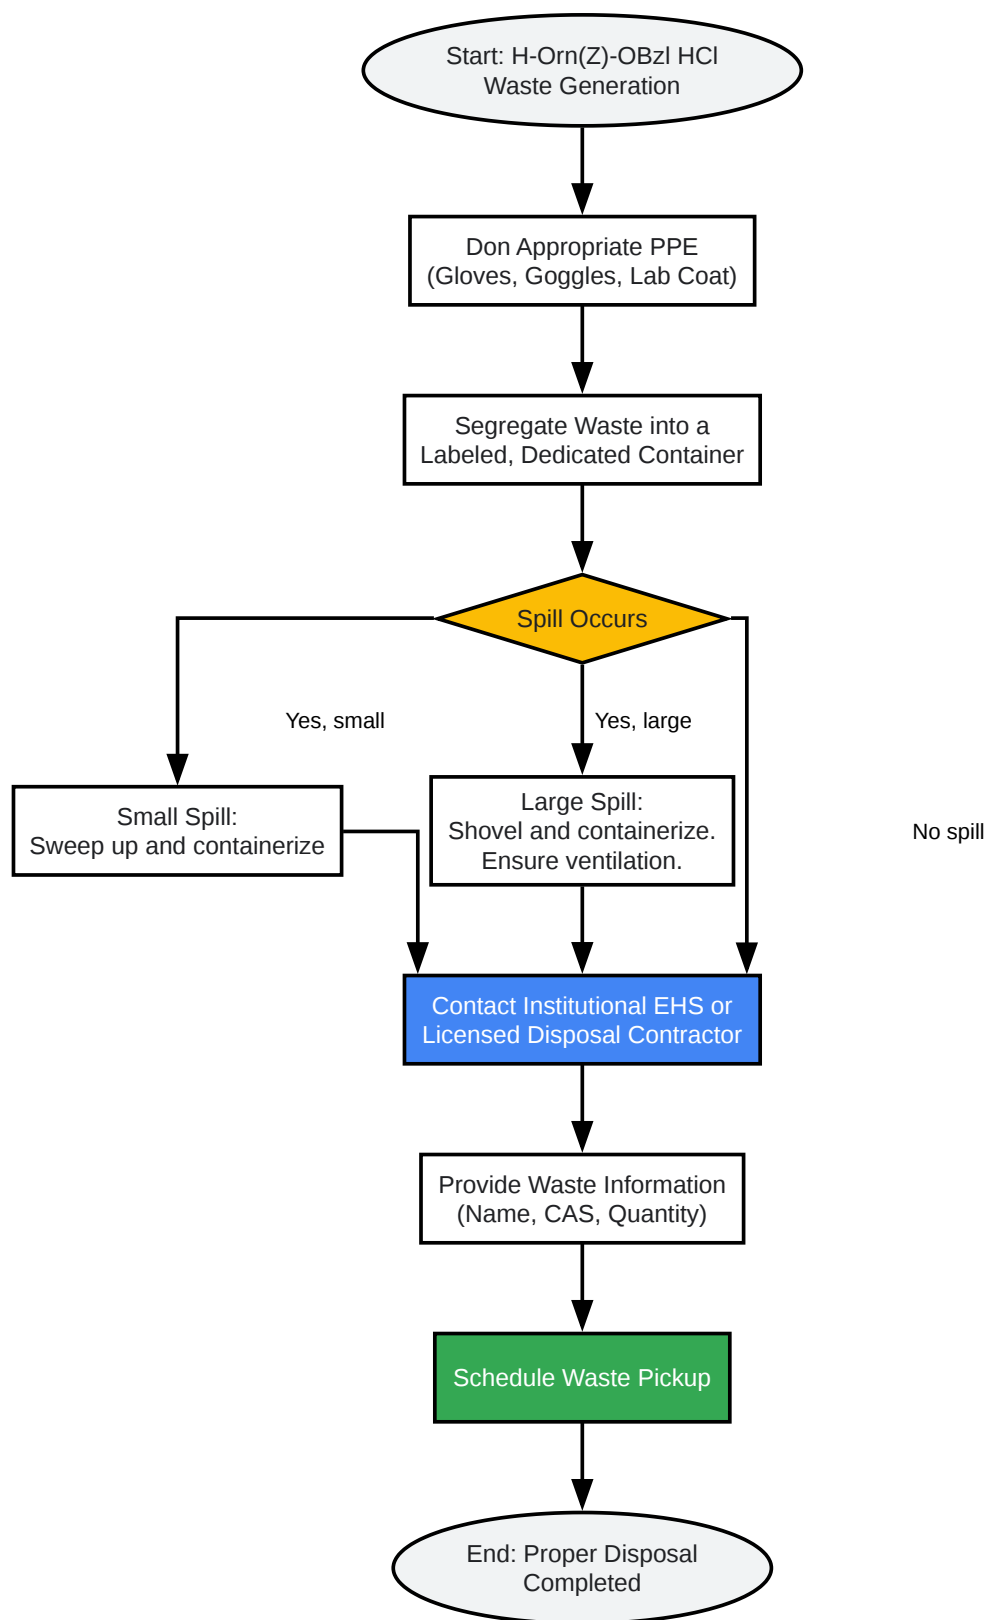 Start: H-Orn(Z)-OBzl HCl
Waste Generation
Don Appropriate PPE
(Gloves, Goggles, Lab Coat)
Segregate Waste into a
Labeled, Dedicated Container
Spill Occurs
Yes, small
Yes, large
Small Spill:
Sweep up and containerize
Large Spill:
Shovel and containerize.
Ensure ventilation.
No spill
Contact Institutional EHS or
Licensed Disposal Contractor
Provide Waste Information
(Name, CAS, Quantity)
Schedule Waste Pickup
End: Proper Disposal
Completed